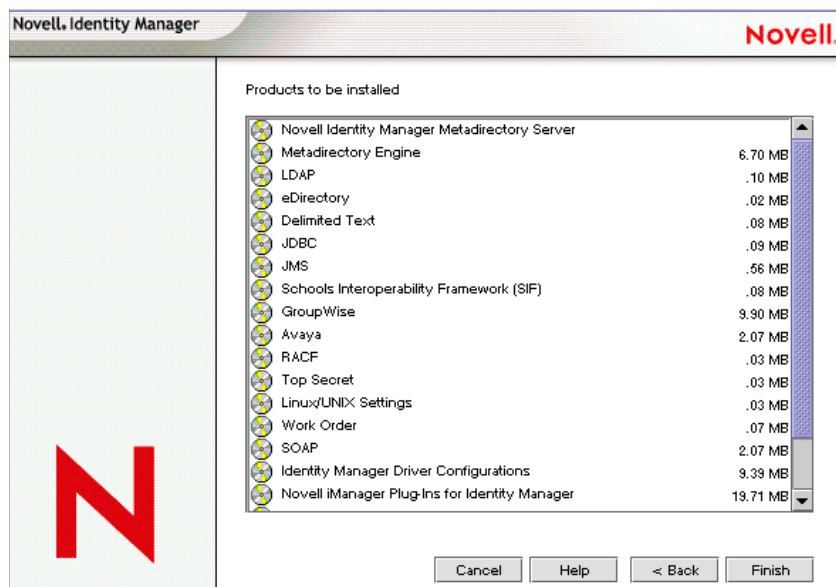 Novell. Identity Manager
Novell.
Products to be installed
Novell Identity Manager Metadirectory Server
Metadirectory Engine 6.70 MB
LDAP .10 MB
eDirectory .02 MB
Delimited Text .08 MB
JDBC .09 MB
JMS .56 MB
Schools Interoperability Framework (SIF) .08 MB
GroupWise 9.90 MB
Avaya 2.07 MB
RACF .03 MB
Top Secret .03 MB
Linux/UNIX Settings .03 MB
Work Order .07 MB
SOAP 2.07 MB
Identity Manager Driver Configurations 9.39 MB
Novell iManager Plug-Ins for Identity Manager 19.71 MB
N
Cancel Help < Back Finish